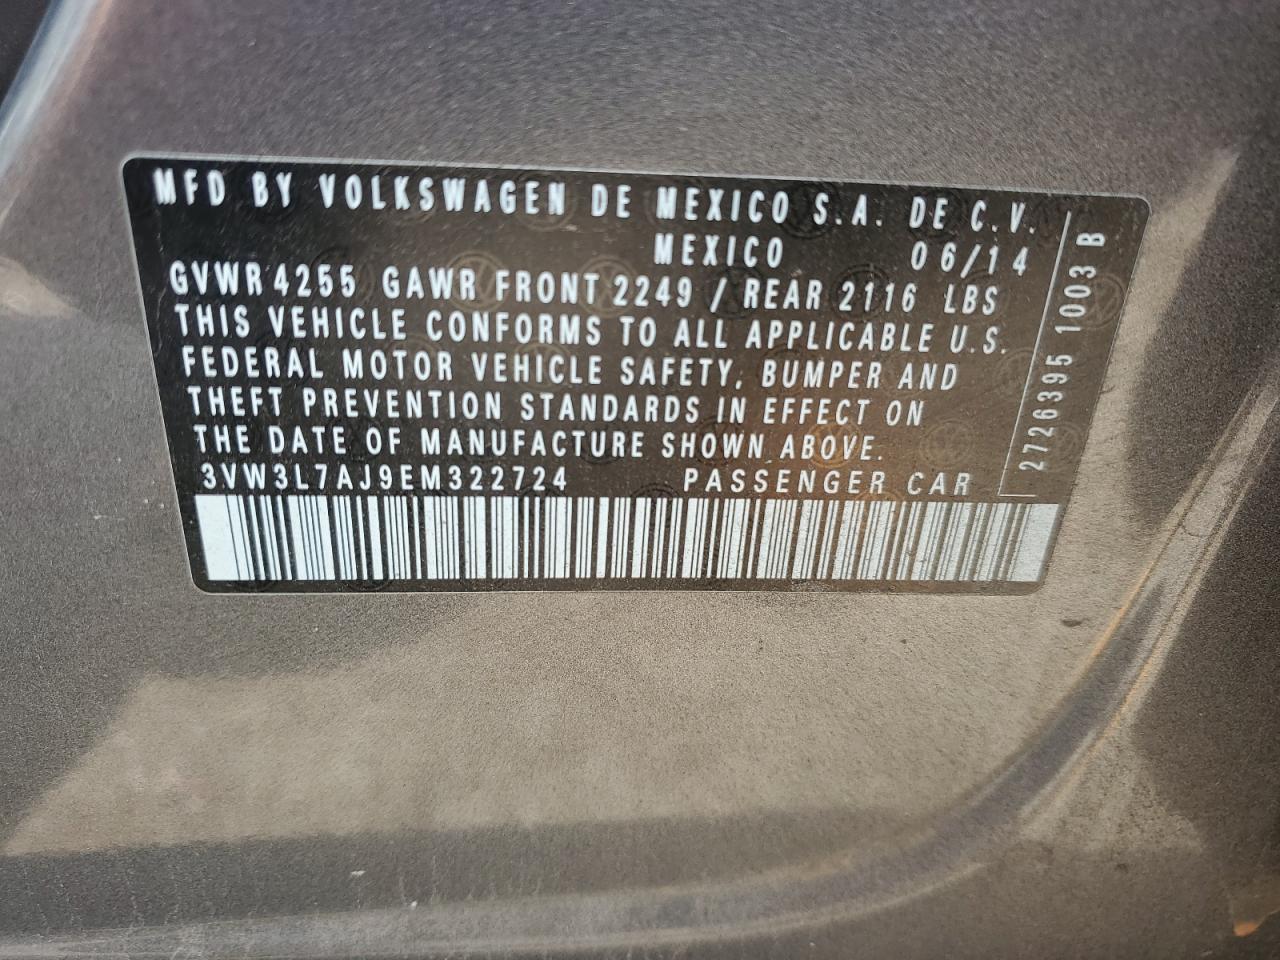 MFD BY VOLKSWAGEN DE MEXICO S.A. DE C.V.
MEXICO 06/14
GVWR 4255 GAWR FRONT 2249 / REAR 2116 LBS
THIS VEHICLE CONFORMS TO ALL APPLICABLE U.S.
FEDERAL MOTOR VEHICLE SAFETY, BUMPER AND
THEFT PREVENTION STANDARDS IN EFFECT ON
THE DATE OF MANUFACTURE SHOWN ABOVE.
3VW3L7AJ9EM322724 PASSENGER CAR
2726395 1003 B